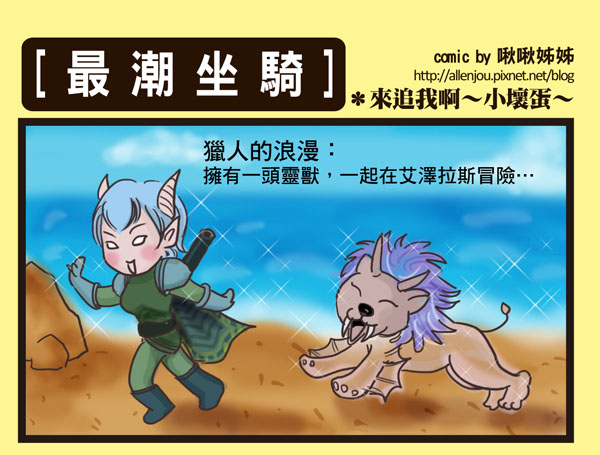 [最潮坐騎]
comic by 啾啾姊姊
http://allenjou.pixnet.net/blog
＊來追我啊～小壞蛋～
獵人的浪漫：
擁有一頭靈獸，一起在艾澤拉斯冒險…